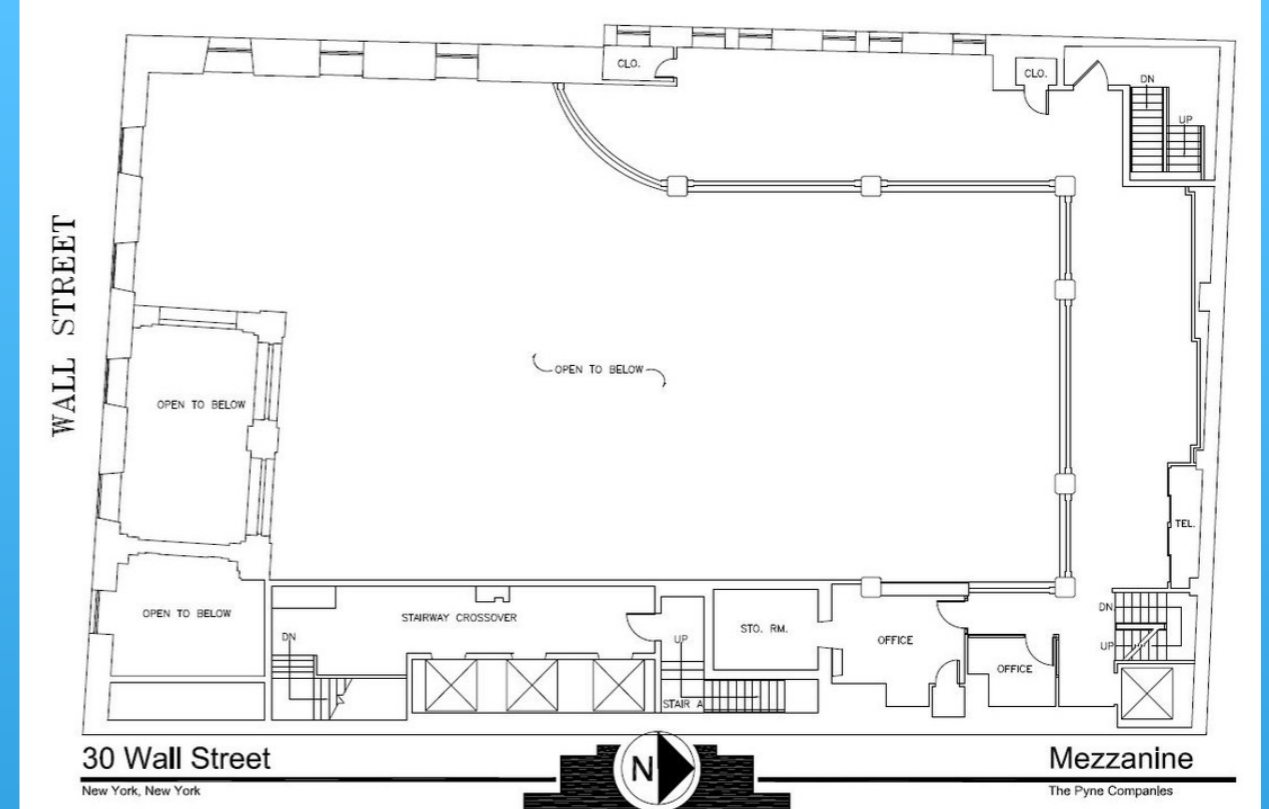 CLO.
CLO.
DN
UP
WALL STREET
OPEN TO BELOW
OPEN TO BELOW
TEL.
OPEN TO BELOW
STAIRWAY CROSSOVER
DN
UP
STO. RM.
OFFICE
OFFICE
DN
UP
STAIR A
30 Wall Street
New York, New York
N
Mezzanine
The Pyne Companies